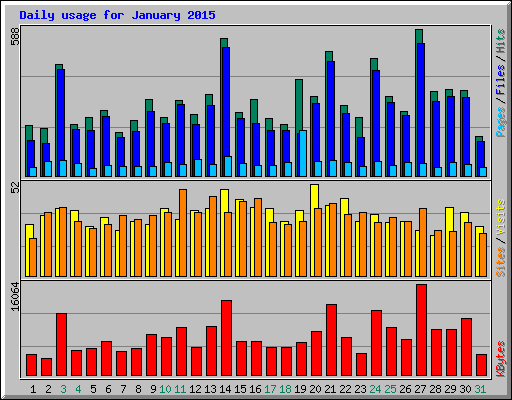 Daily usage for January 2015
588
Pages / Files / Hits
52
Sites / Visits
16064
KBytes
1 2 3 4 5 6 7 8 9 10 11 12 13 14 15 16 17 18 19 20 21 22 23 24 25 26 27 28 29 30 31